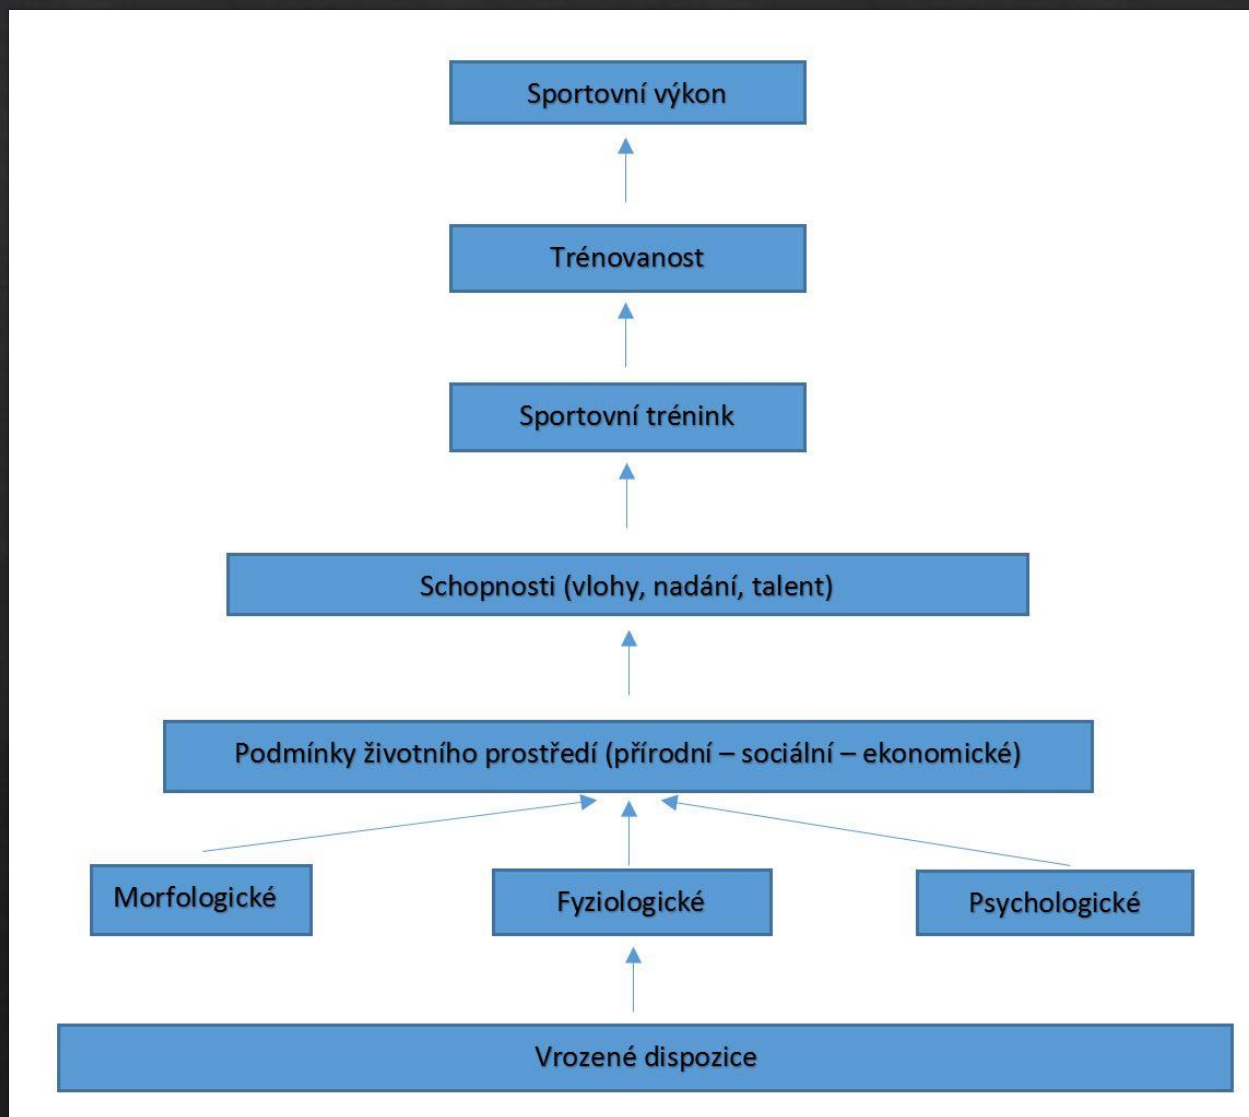 Sportovní výkon
Trénovanost
Sportovní trénink
Schopnosti (vlohy, nadání, talent)
Podmínky životního prostředí (přírodní – sociální – ekonomické)
Morfologické
Fyziologické
Psychologické
Vrozené dispozice